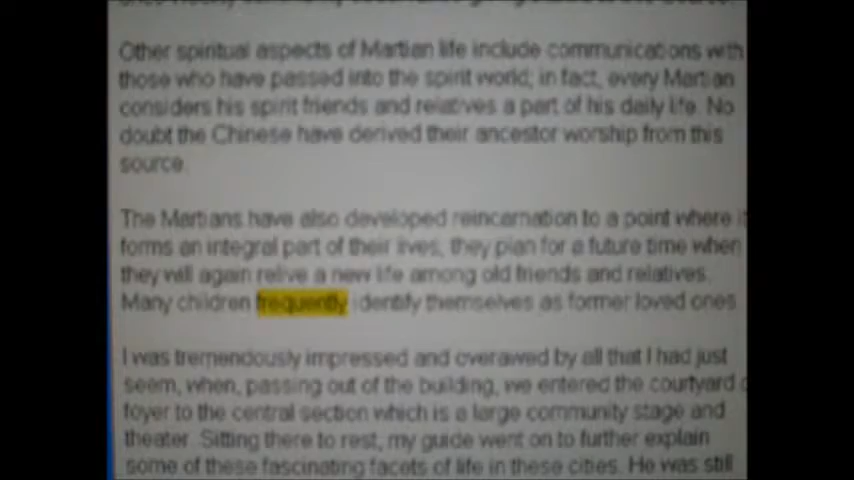 Other spiritual aspects of Martian life include communications with
those who have passed into the spirit world; in fact, every Martian
considers his spirit friends and relatives a part of his daily life. No
doubt the Chinese have derived their ancestor worship from this
source.
The Martians have also developed reincarnation to a point where it
forms an integral part of their lives, they plan for a future time when
they will again relive a new life among old friends and relatives.
Many children frequently identify themselves as former loved ones.
I was tremendously impressed and overawed by all that I had just
seem, when, passing out of the building, we entered the courtyard
foyer to the central section which is a large community stage and
theater. Sitting there to rest, my guide went on to further explain
some of these fascinating facets of life in these cities. He was still